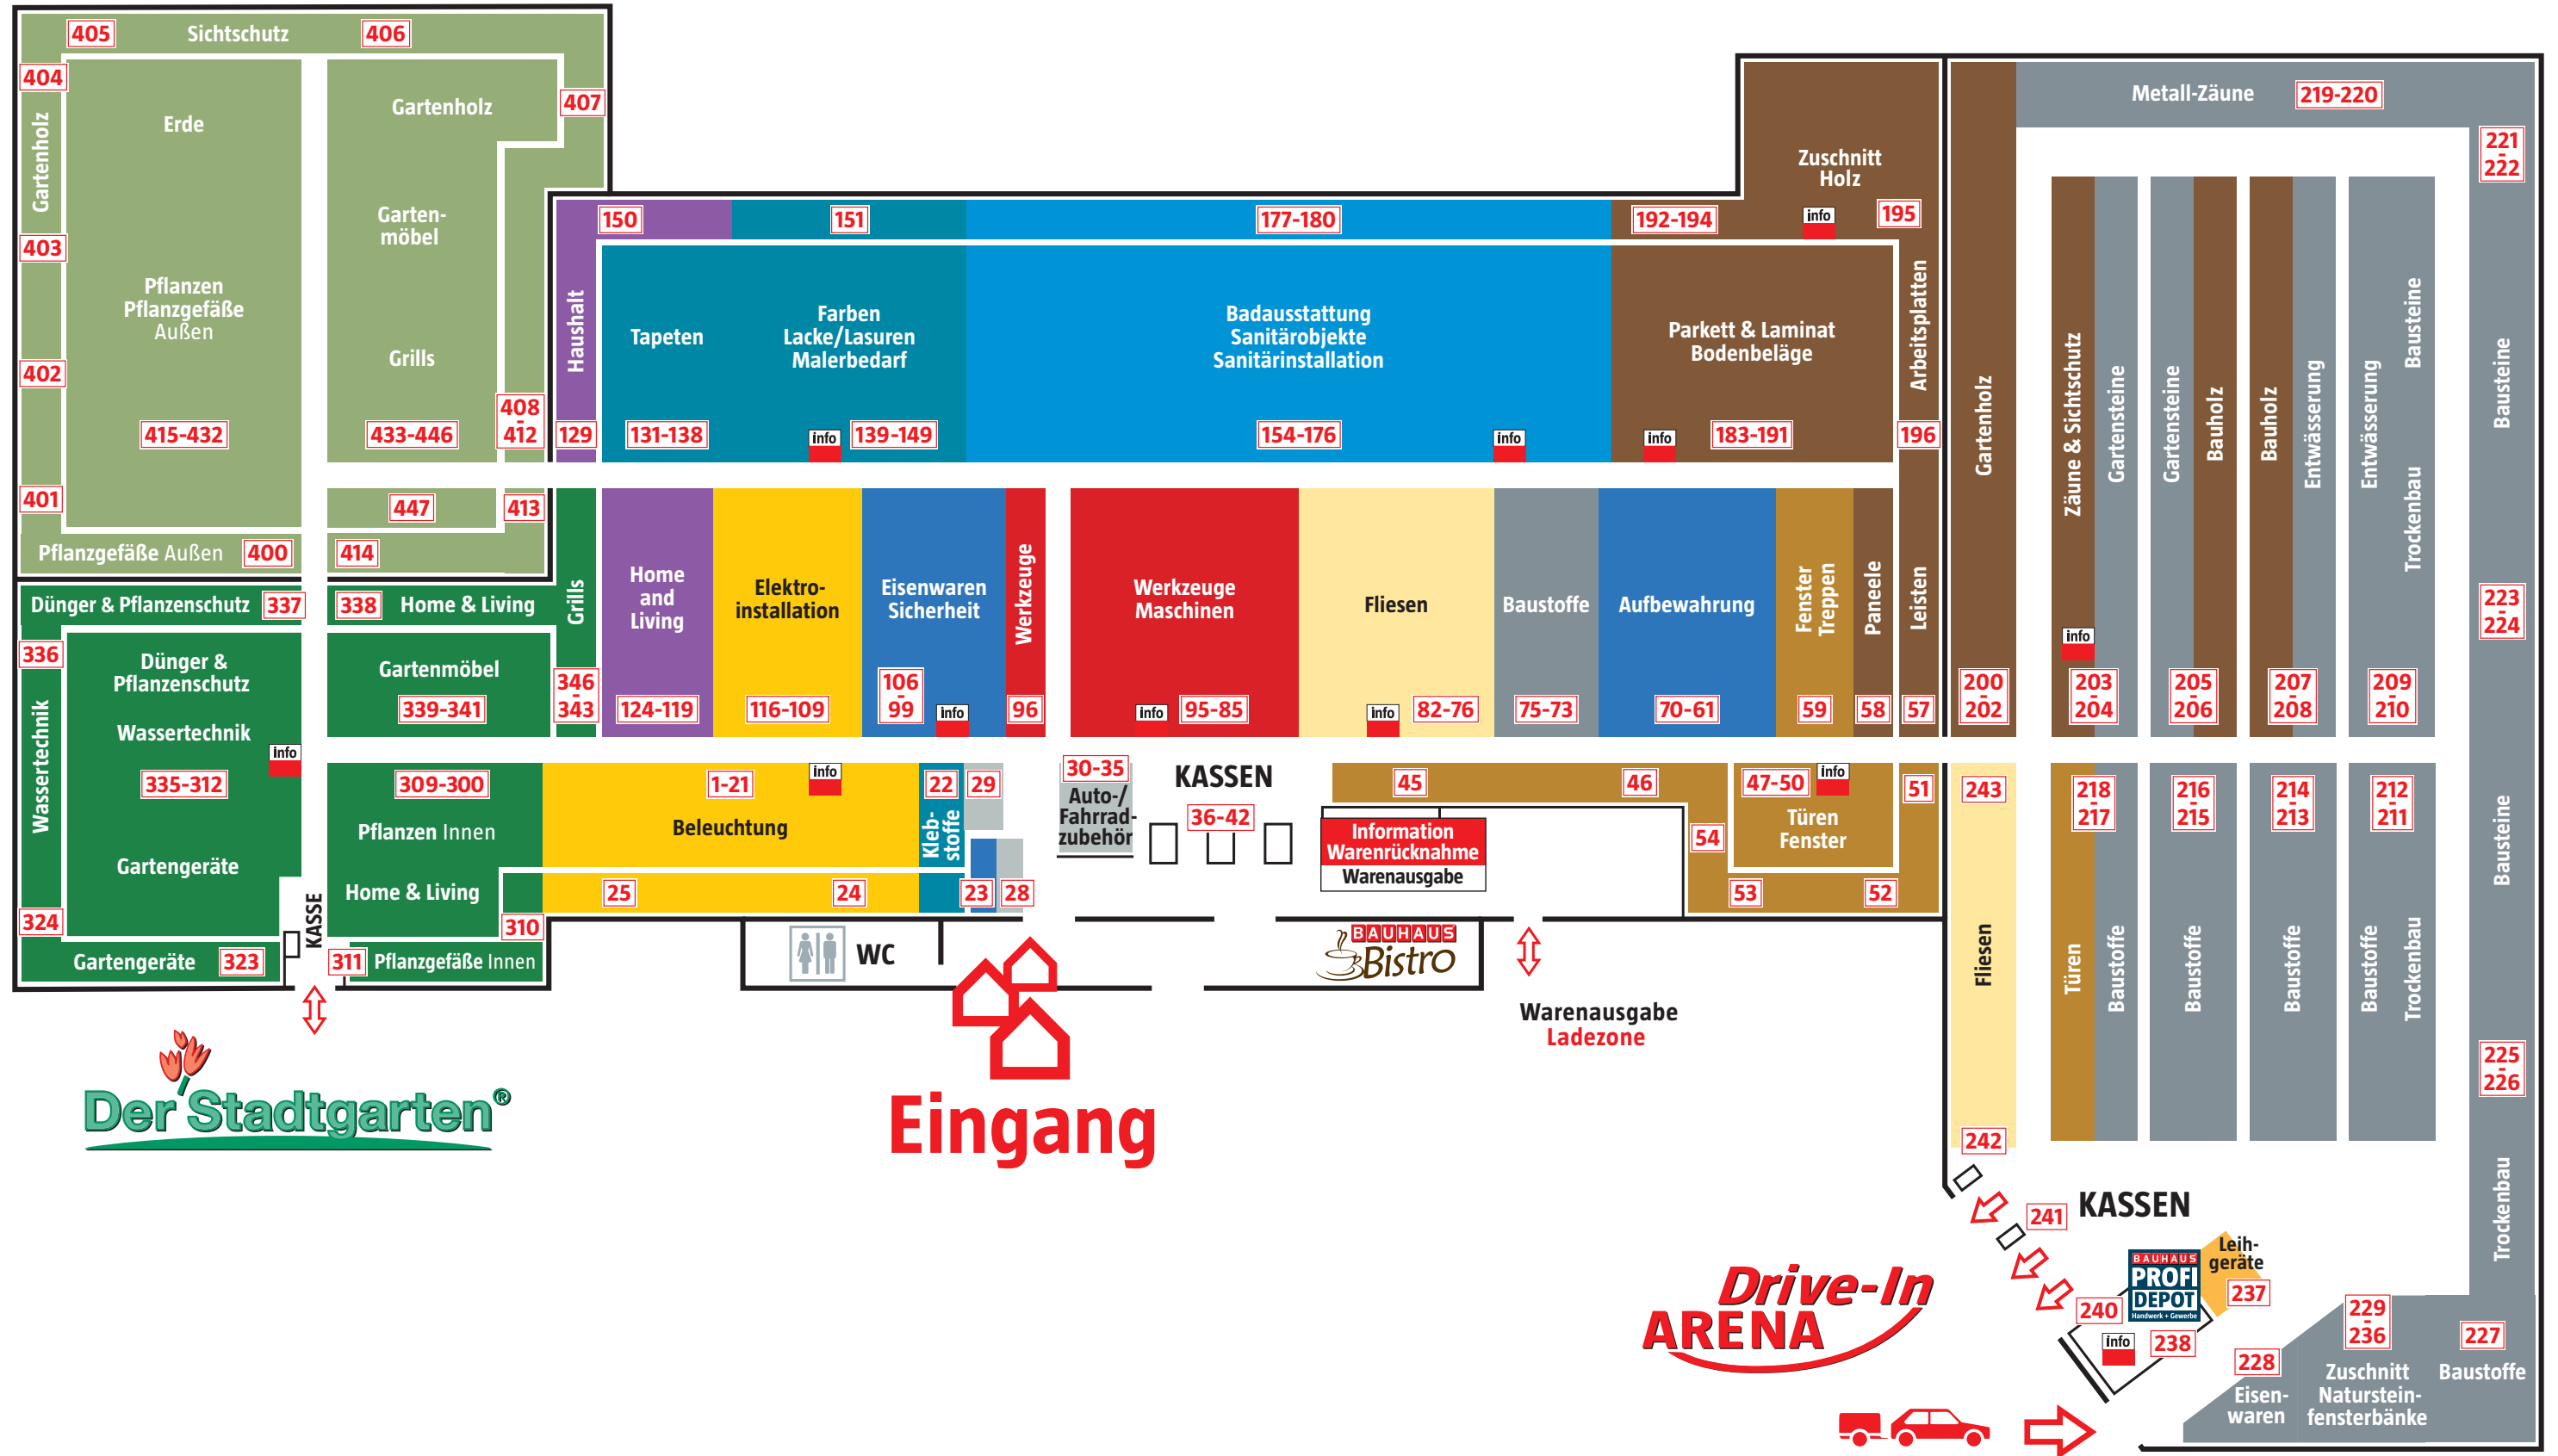 405
Sichtschutz
406
404
Gartenholz
403
402
401
Erde
Pflanzen
Pflanzgefäße
Außen
415-432
Gartenholz
407
Garten-
möbel
Grills
433-446
408
-
412
447
413
Pflanzgefäße Außen
400
414
Dünger & Pflanzenschutz
337
338
Home & Living
336
Wassertechnik
324
Dünger &
Pflanzenschutz
Wassertechnik
info
335-312
Gartengeräte
Gartengeräte
323
KASSE
Gartenmöbel
339-341
Grills
346
-
343
309-300
Pflanzen Innen
Home & Living
310
311
Pflanzgefäße Innen
Der Stadtgarten®
150
151
177-180
192-194
info
195
Zuschnitt
Holz
Haushalt
129
Tapeten
131-138
Farben
Lacke/Lasuren
Malerbedarf
info
139-149
Badausstattung
Sanitärobjekte
Sanitärinstallation
154-176
info
Parkett & Laminat
Bodenbeläge
info
183-191
Arbeitsplatten
196
Home
and
Living
124-119
Elektro-
installation
116-109
Eisenwaren
Sicherheit
106
-
99
info
Werkzeuge
96
Werkzeuge
Maschinen
info
95-85
Fliesen
info
82-76
Baustoffe
75-73
Aufbewahrung
70-61
Fenster
Treppen
59
Paneele
58
Leisten
57
1-21
info
Beleuchtung
25
24
22
Kleb-
stoffe
29
23
28
30-35
Auto-/
Fahrrad-
zubehör
KASSEN
36-42
45
46
47-50
info
Türen
Fenster
51
54
53
52
Information
Warenrücknahme
Warenausgabe
WC
BAUHAUS
Bistro
Warenausgabe
Ladezone
Eingang
Metall-Zäune
219-220
221
-
222
Bausteine
223
-
224
Bausteine
225
-
226
Trockenbau
Gartenholz
200
-
202
Zäune & Sichtschutz
info
Gartensteine
203
-
204
Gartensteine
Bauholz
205
-
206
Bauholz
Entwässerung
207
-
208
Entwässerung
Bausteine
Trockenbau
209
-
210
243
Fliesen
242
218
-
217
Türen
Baustoffe
216
-
215
Baustoffe
214
-
213
Baustoffe
212
-
211
Baustoffe
Trockenbau
241
KASSEN
240
BAUHAUS
PROFI
DEPOT
Handwerk + Gewerbe
Leih-
geräte
237
info
238
228
Eisen-
waren
229
-
236
Zuschnitt
Naturstein-
fensterbänke
227
Baustoffe
Drive-In
ARENA